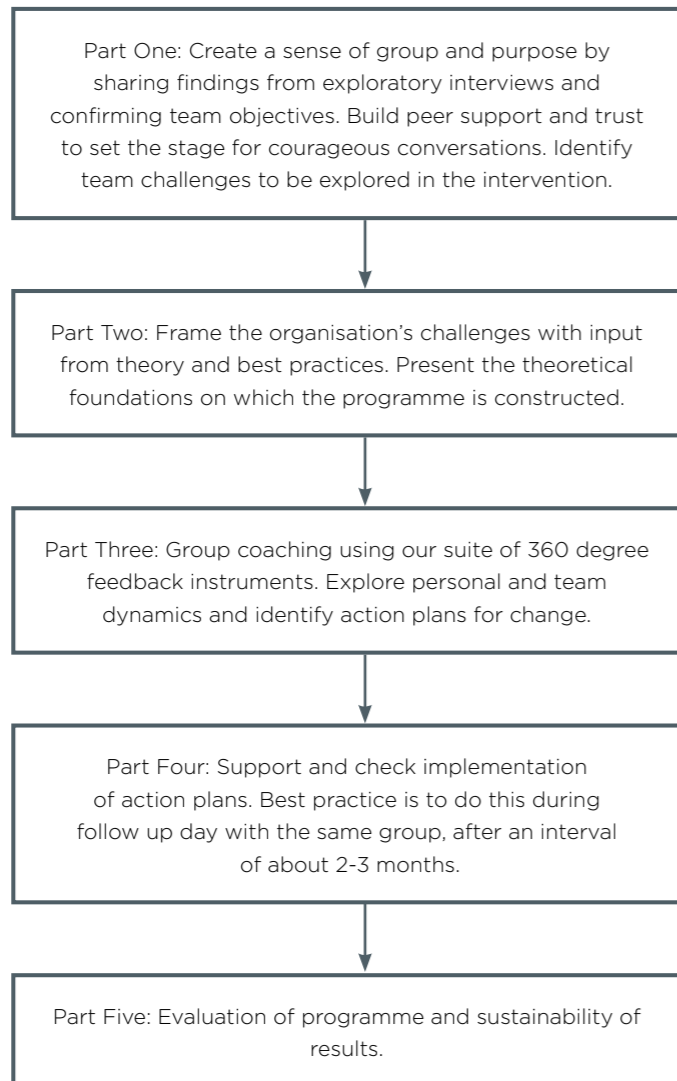 Part One: Create a sense of group and purpose by
sharing findings from exploratory interviews and
confirming team objectives. Build peer support and trust
to set the stage for courageous conversations. Identify
team challenges to be explored in the intervention.
Part Two: Frame the organisation's challenges with input
from theory and best practices. Present the theoretical
foundations on which the programme is constructed.
Part Three: Group coaching using our suite of 360 degree
feedback instruments. Explore personal and team
dynamics and identify action plans for change.
Part Four: Support and check implementation
of action plans. Best practice is to do this during
follow up day with the same group, after an interval
of about 2-3 months.
Part Five: Evaluation of programme and sustainability of
results.